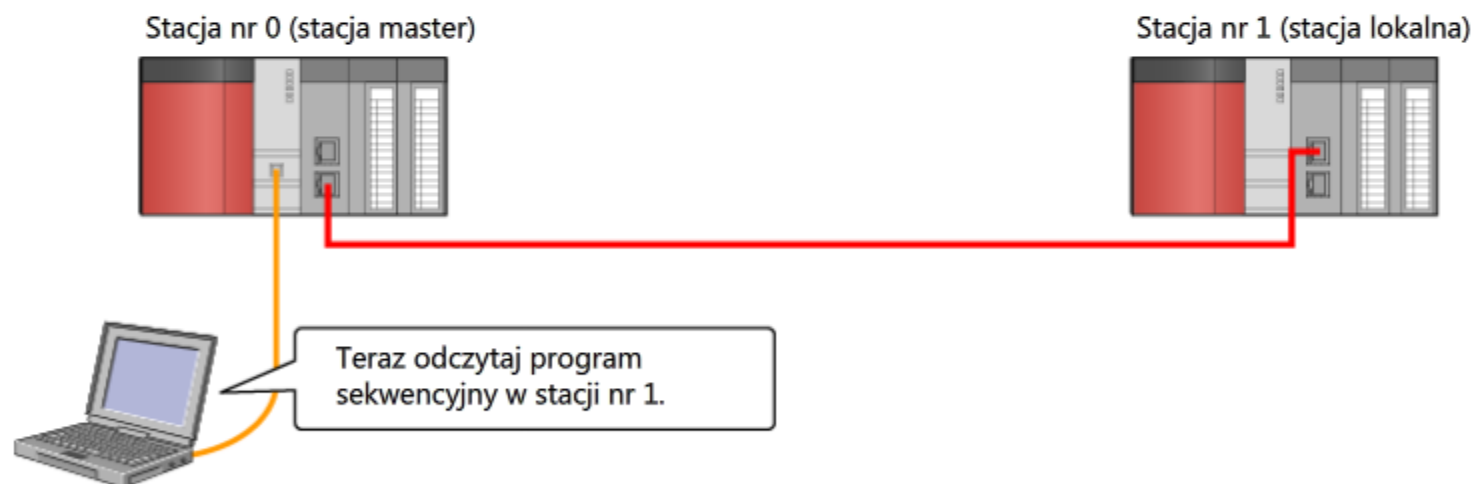 Stacja nr 0 (stacja master)
Stacja nr 1 (stacja lokalna)
Teraz odczytaj program
sekwencyjny w stacji nr 1.